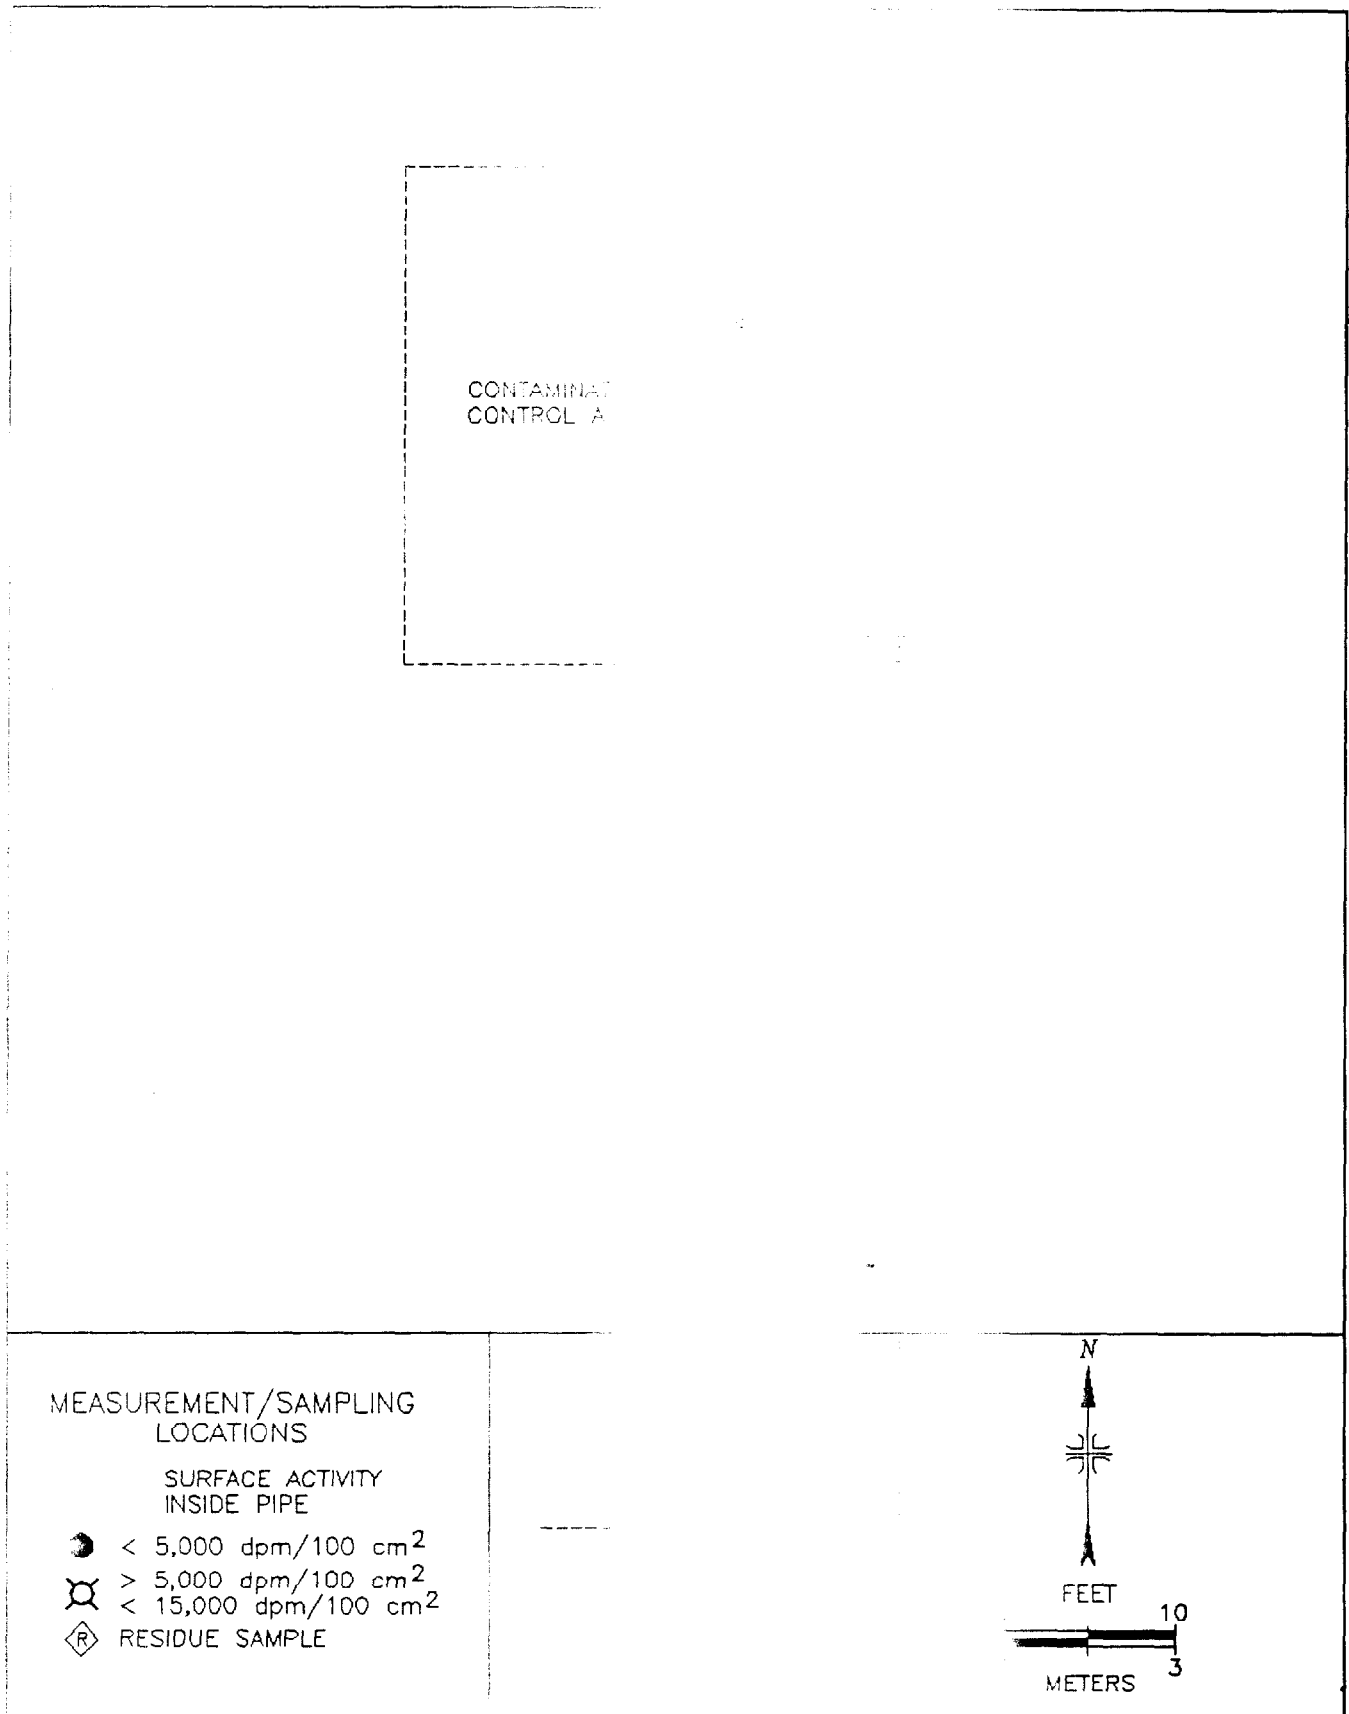 CONTAMINAT
CONTROL A
MEASUREMENT/SAMPLING
LOCATIONS
SURFACE ACTIVITY
INSIDE PIPE
< 5,000 dpm/100 cm²
> 5,000 dpm/100 cm²
< 15,000 dpm/100 cm²
R RESIDUE SAMPLE
N
FEET
10
3
METERS